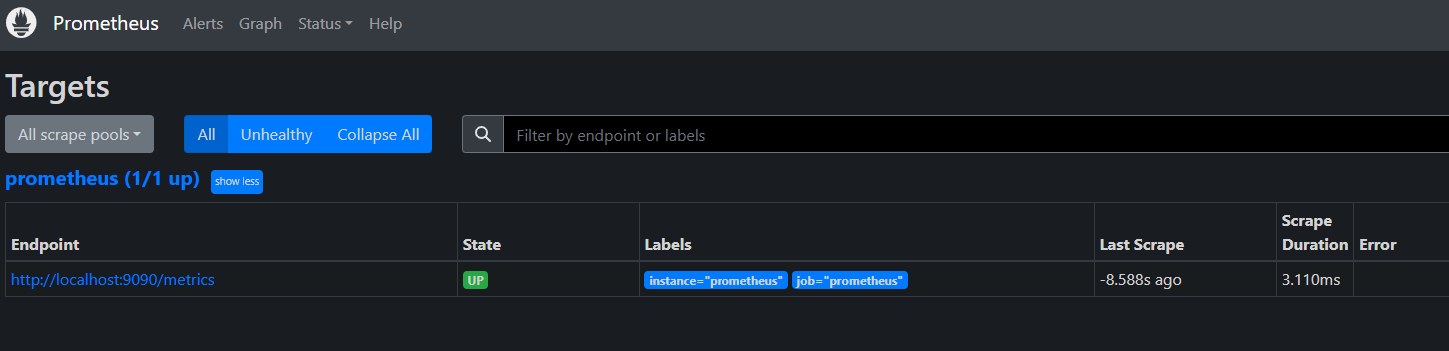 Prometheus Alerts Graph Status Help
Targets
All scrape pools All Unhealthy Collapse All Filter by endpoint or labels
prometheus (1/1 up) show less
Endpoint State Labels Last Scrape Scrape Duration Error
http://localhost:9090/metrics UP instance="prometheus" job="prometheus" -8.588s ago 3.110ms